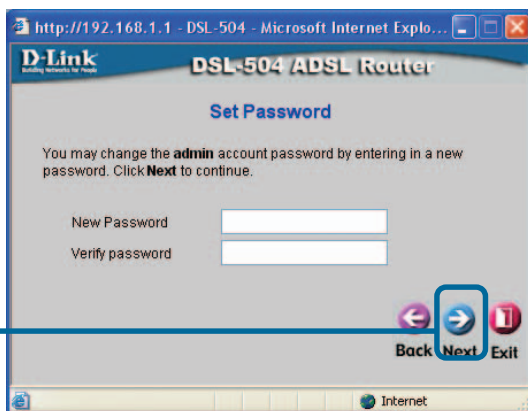 http://192.168.1.1 - DSL-504 - Microsoft Internet Explo...
D-Link
Building Networks for People
DSL-504 ADSL Router
Set Password
You may change the admin account password by entering in a new
password. Click Next to continue.
New Password
Verify password
Back Next Exit
Internet